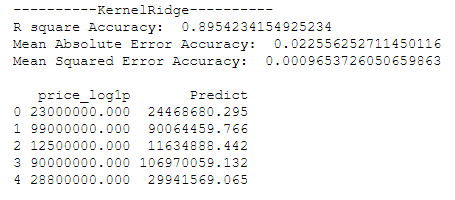 ----------KernelRidge----------
R square Accuracy:  0.8954234154925234
Mean Absolute Error Accuracy:  0.022556252711450116
Mean Squared Error Accuracy:  0.0009653726050659863
   price_log1p       Predict
0 23000000.000  24468680.295
1 99000000.000  90064459.766
2 12500000.000  11634888.442
3 90000000.000 106970059.132
4 28800000.000  29941569.065